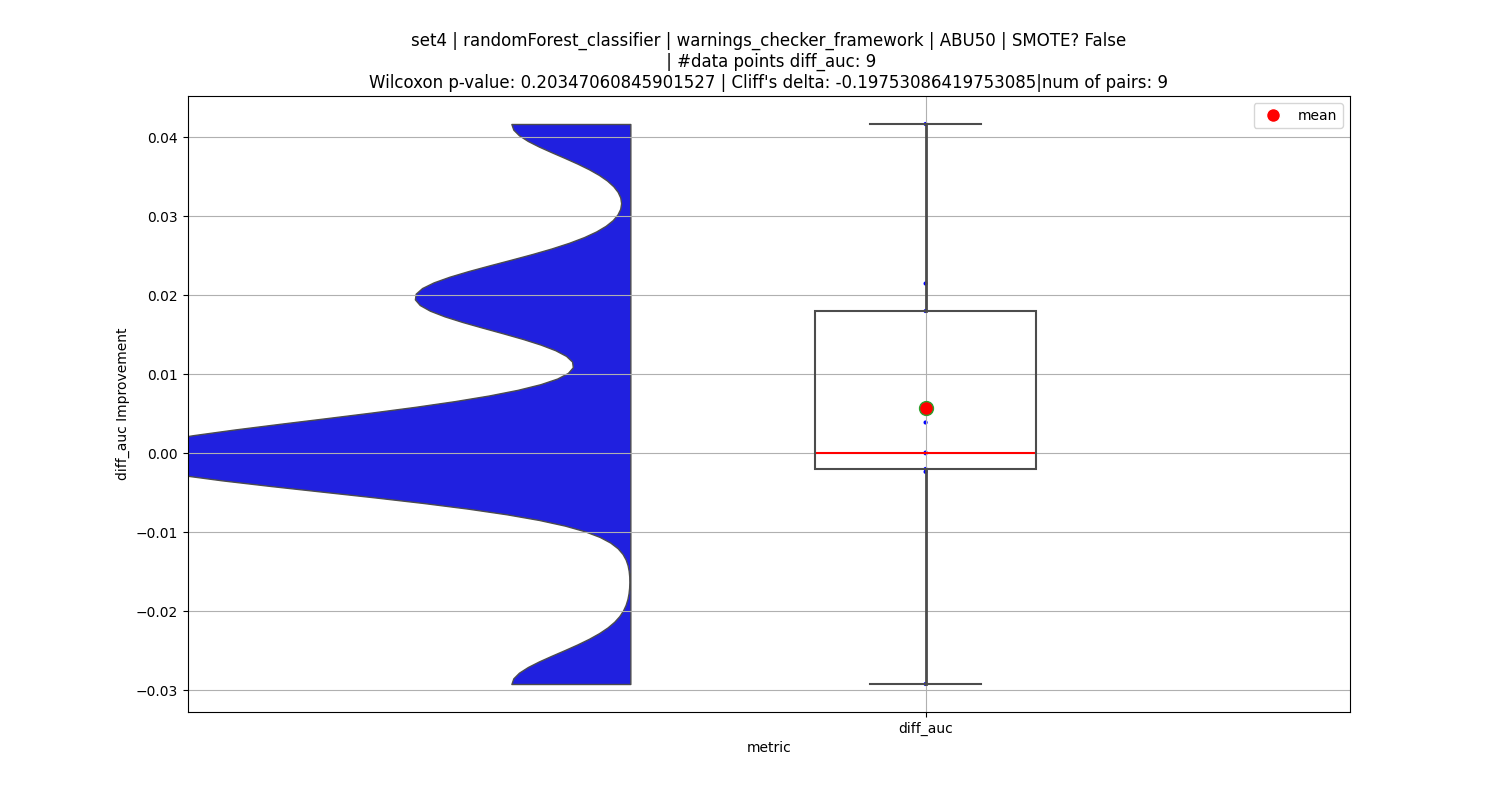 set4 | randomForest_classifier | warnings_checker_framework | ABU50 | SMOTE? False
| #data points diff_auc: 9
Wilcoxon p-value: 0.20347060845901527 | Cliff's delta: -0.19753086419753085|num of pairs: 9
mean
0.04
0.03
0.02
0.01
0.00
−0.01
−0.02
−0.03
diff_auc Improvement
diff_auc
metric